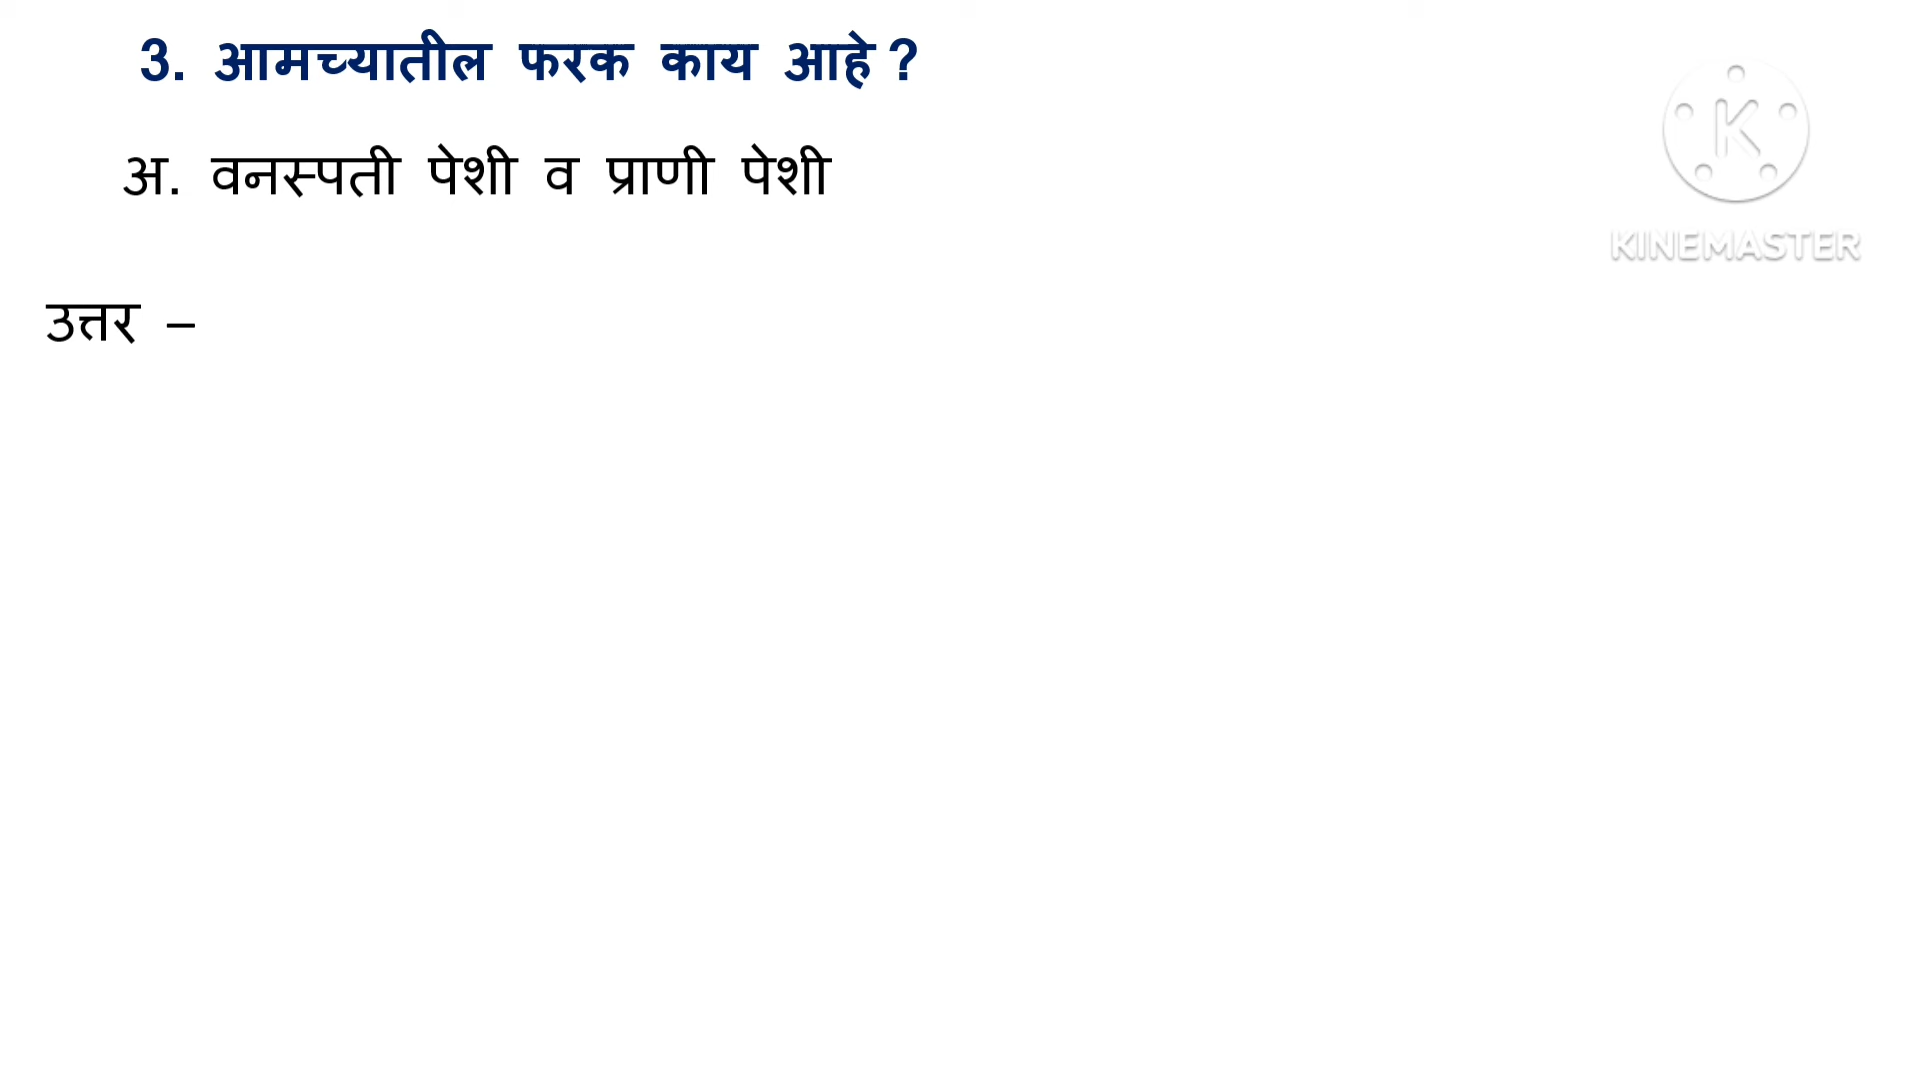 3. आमच्यातील फरक काय आहे ?
अ. वनस्पती पेशी व प्राणी पेशी
उत्तर –
K
KINEMASTER